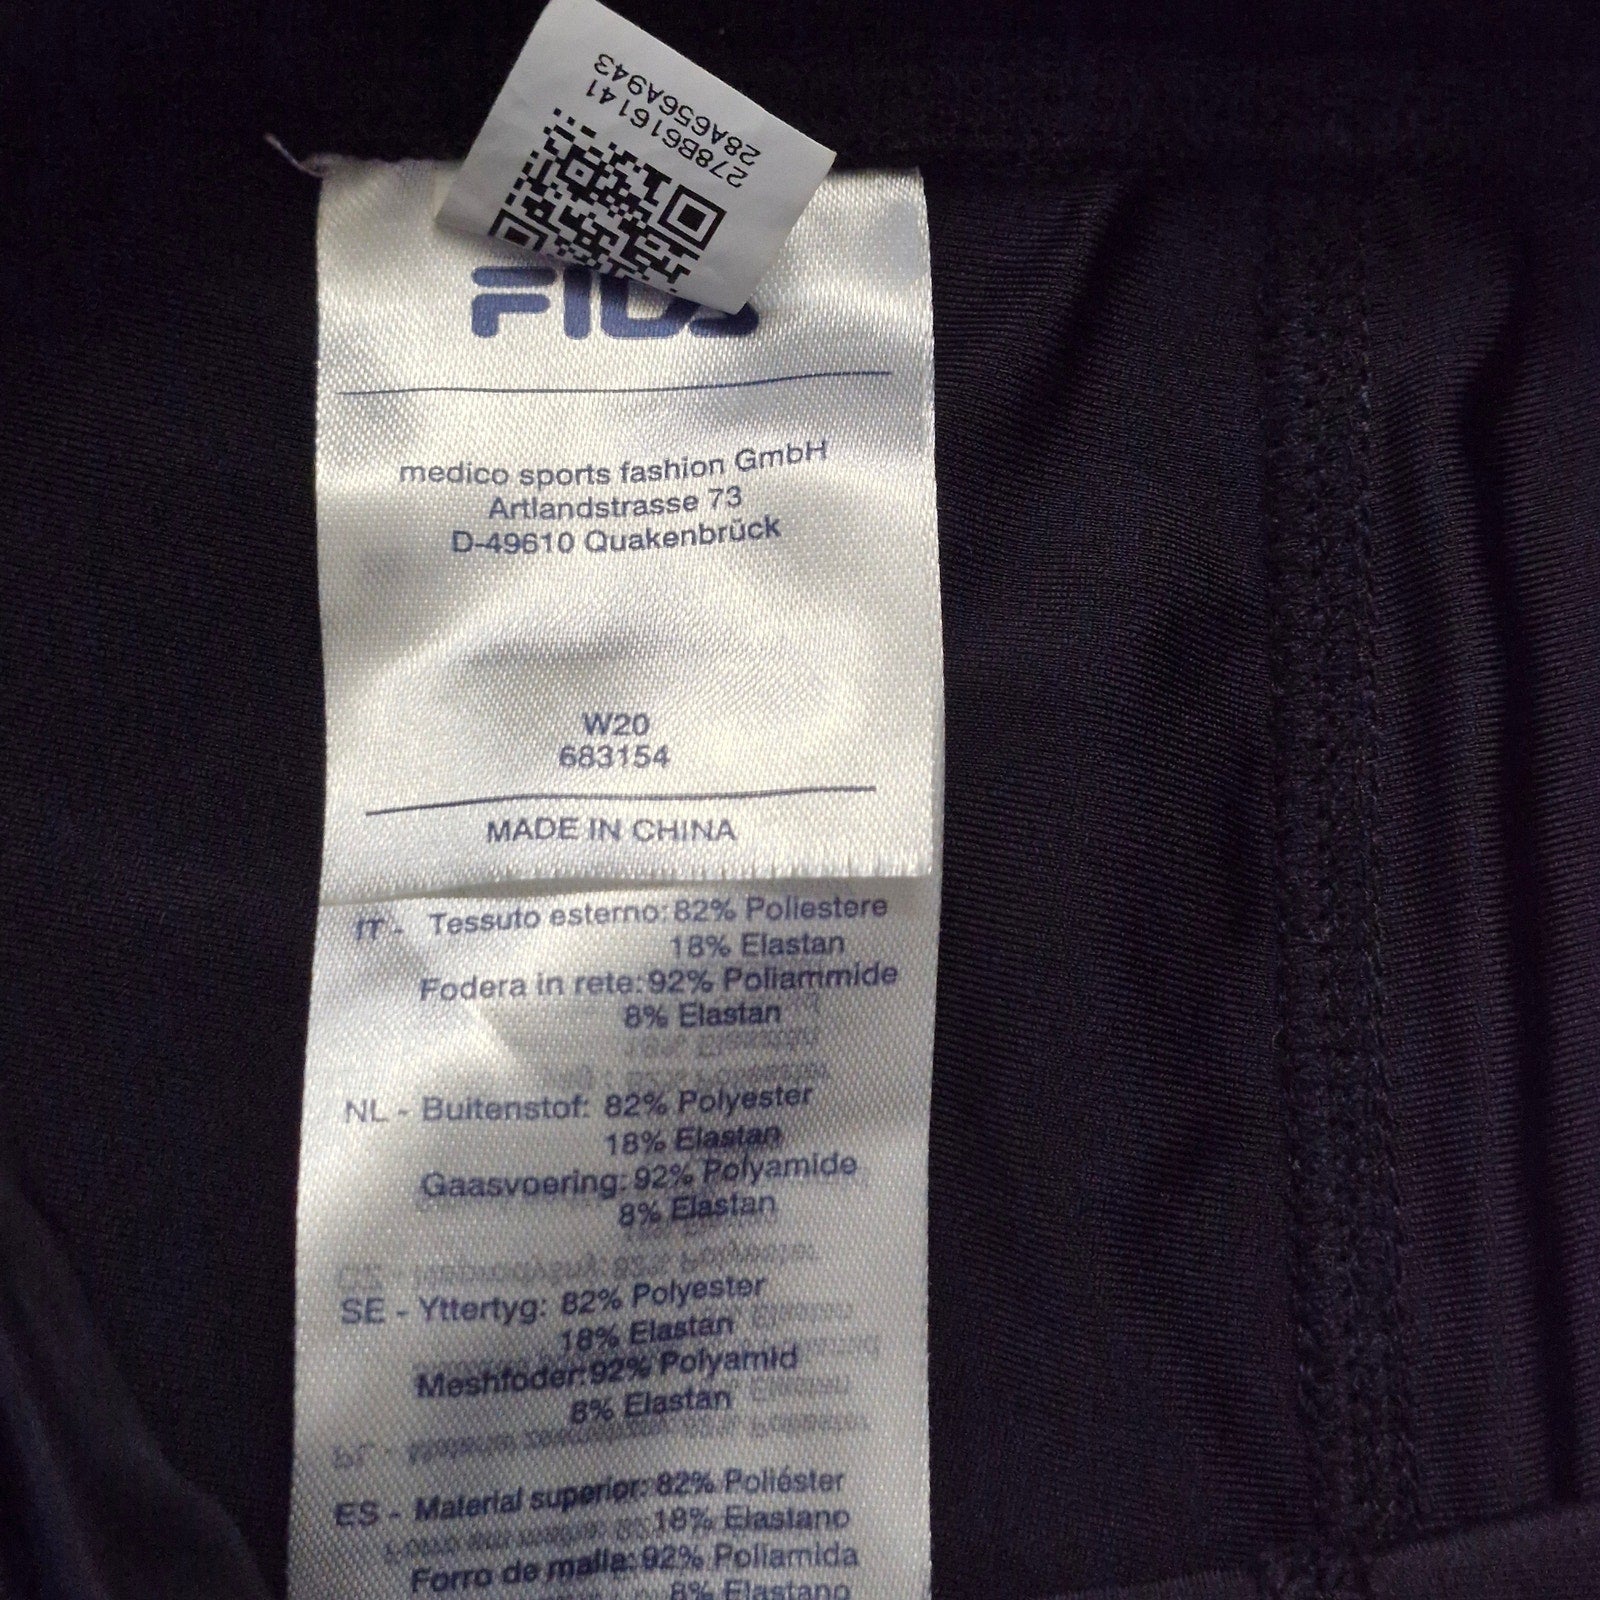 278B6616141
28A656A943
FILA
medico sports fashion GmbH
Artlandstrasse 73
D-49610 Quakenbrück
W20
683154
MADE IN CHINA
IT - Tessuto esterno: 82% Poliestere
18% Elastan
Fodera in rete: 92% Poliammide
8% Elastan
NL - Buitenstof: 82% Polyester
18% Elastan
Gaasvoering: 92% Polyamide
8% Elastan
SE - Yttertyg: 82% Polyester
18% Elastan
Meshfoder: 92% Polyamid
8% Elastan
ES - Material superior: 82% Poliéster
18% Elastano
Forro de malla: 92% Poliamida
8% Elastano